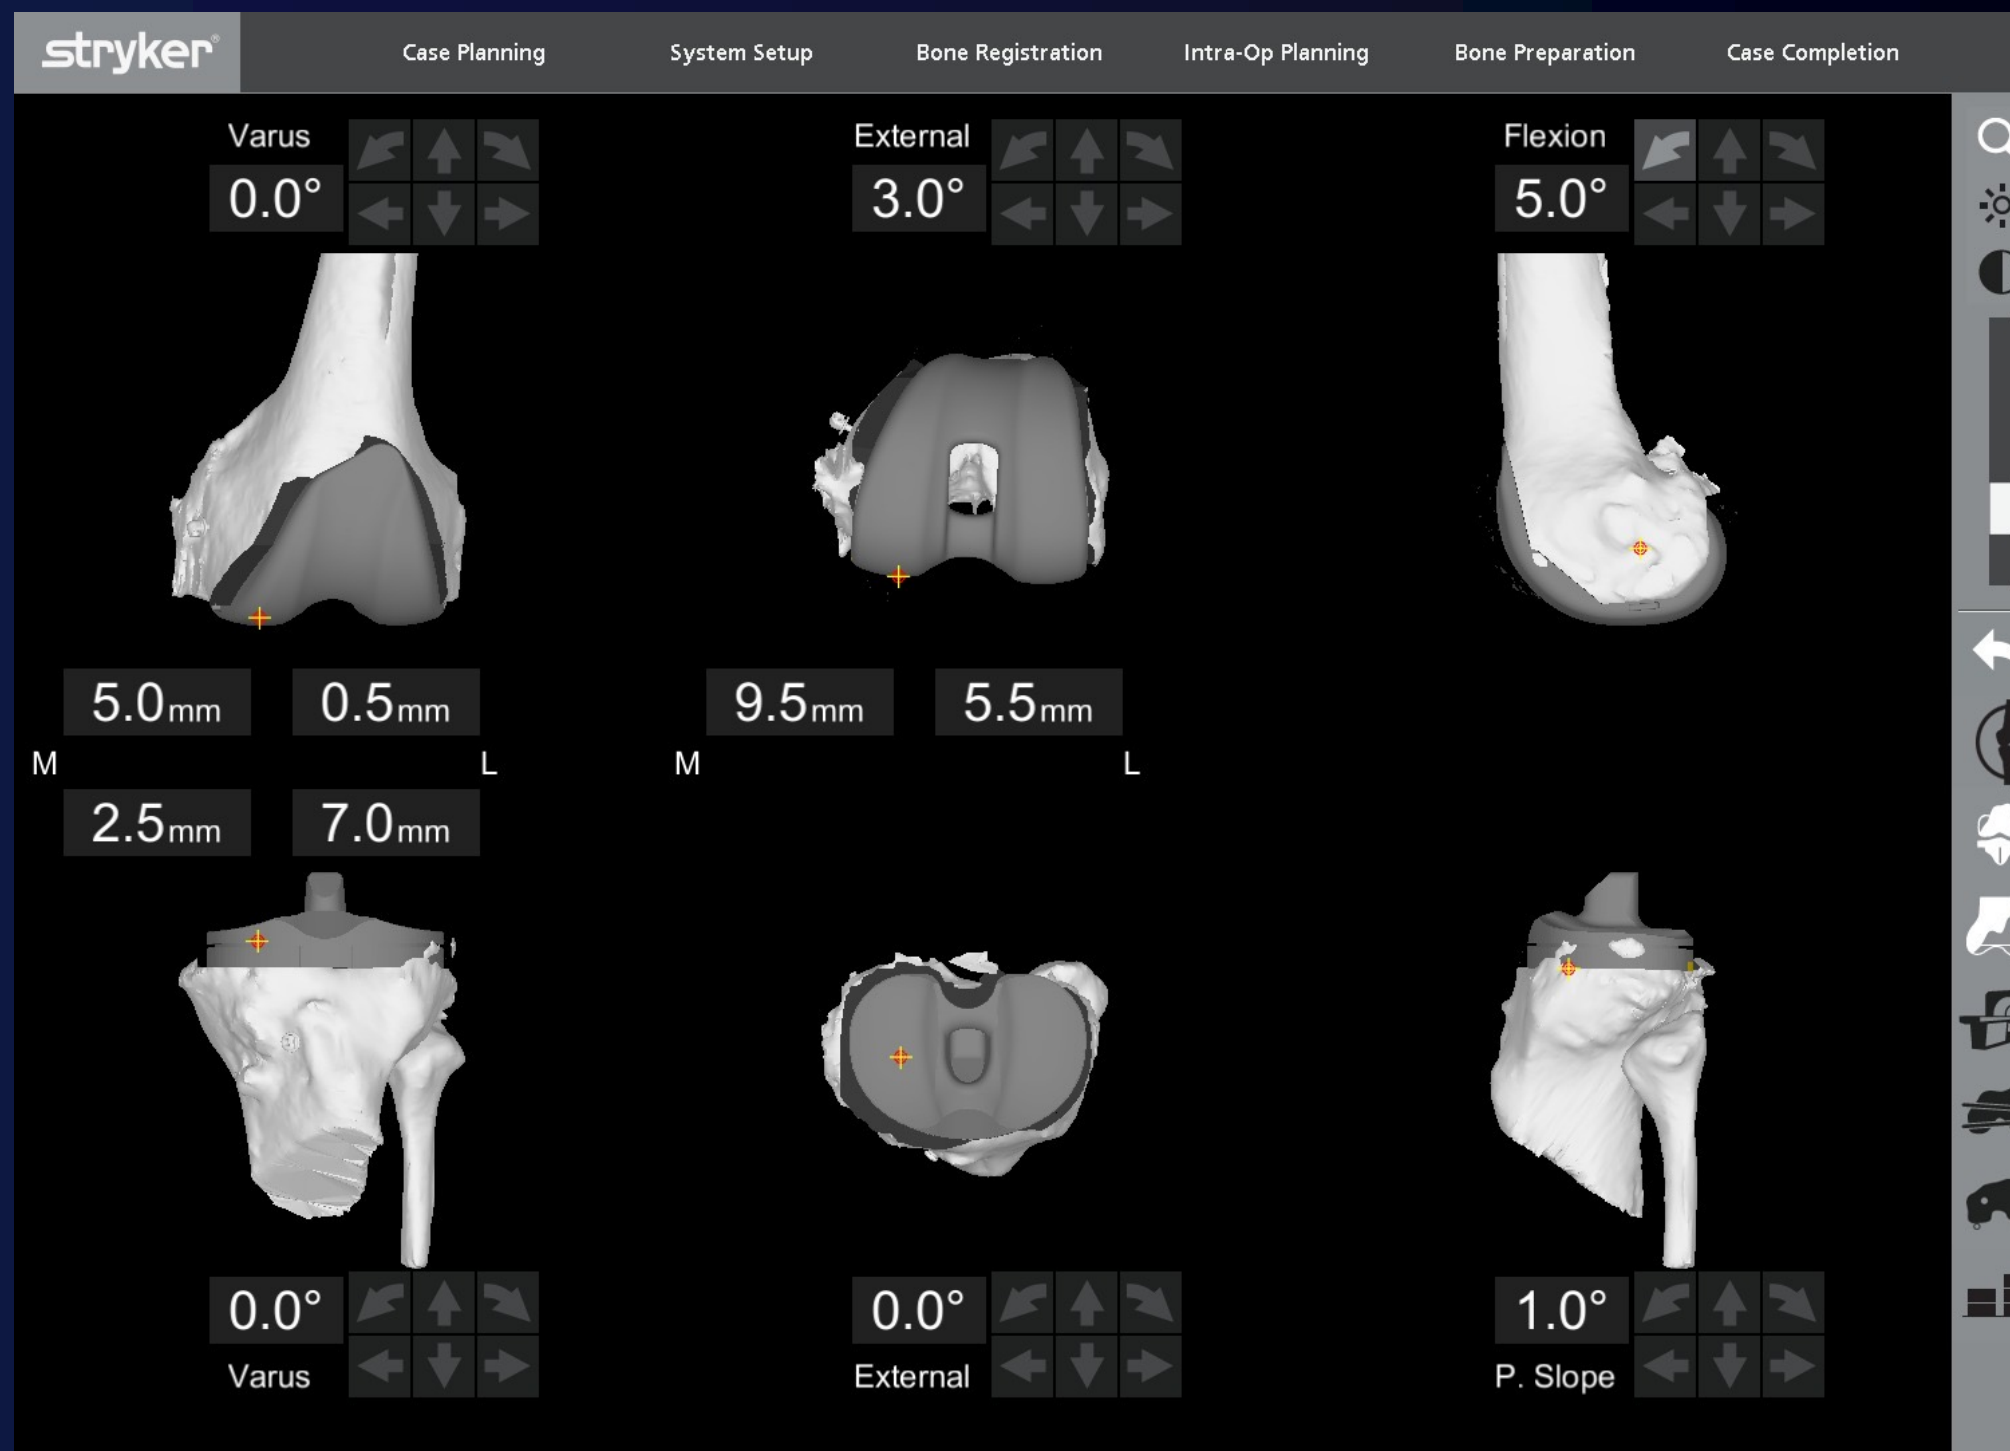 stryker®
Case Planning System Setup Bone Registration Intra-Op Planning Bone Preparation Case Completion
Varus External Flexion
0.0° 3.0° 5.0°
5.0mm 0.5mm 9.5mm 5.5mm
M L M L
2.5mm 7.0mm
0.0° 0.0° 1.0°
Varus External P. Slope